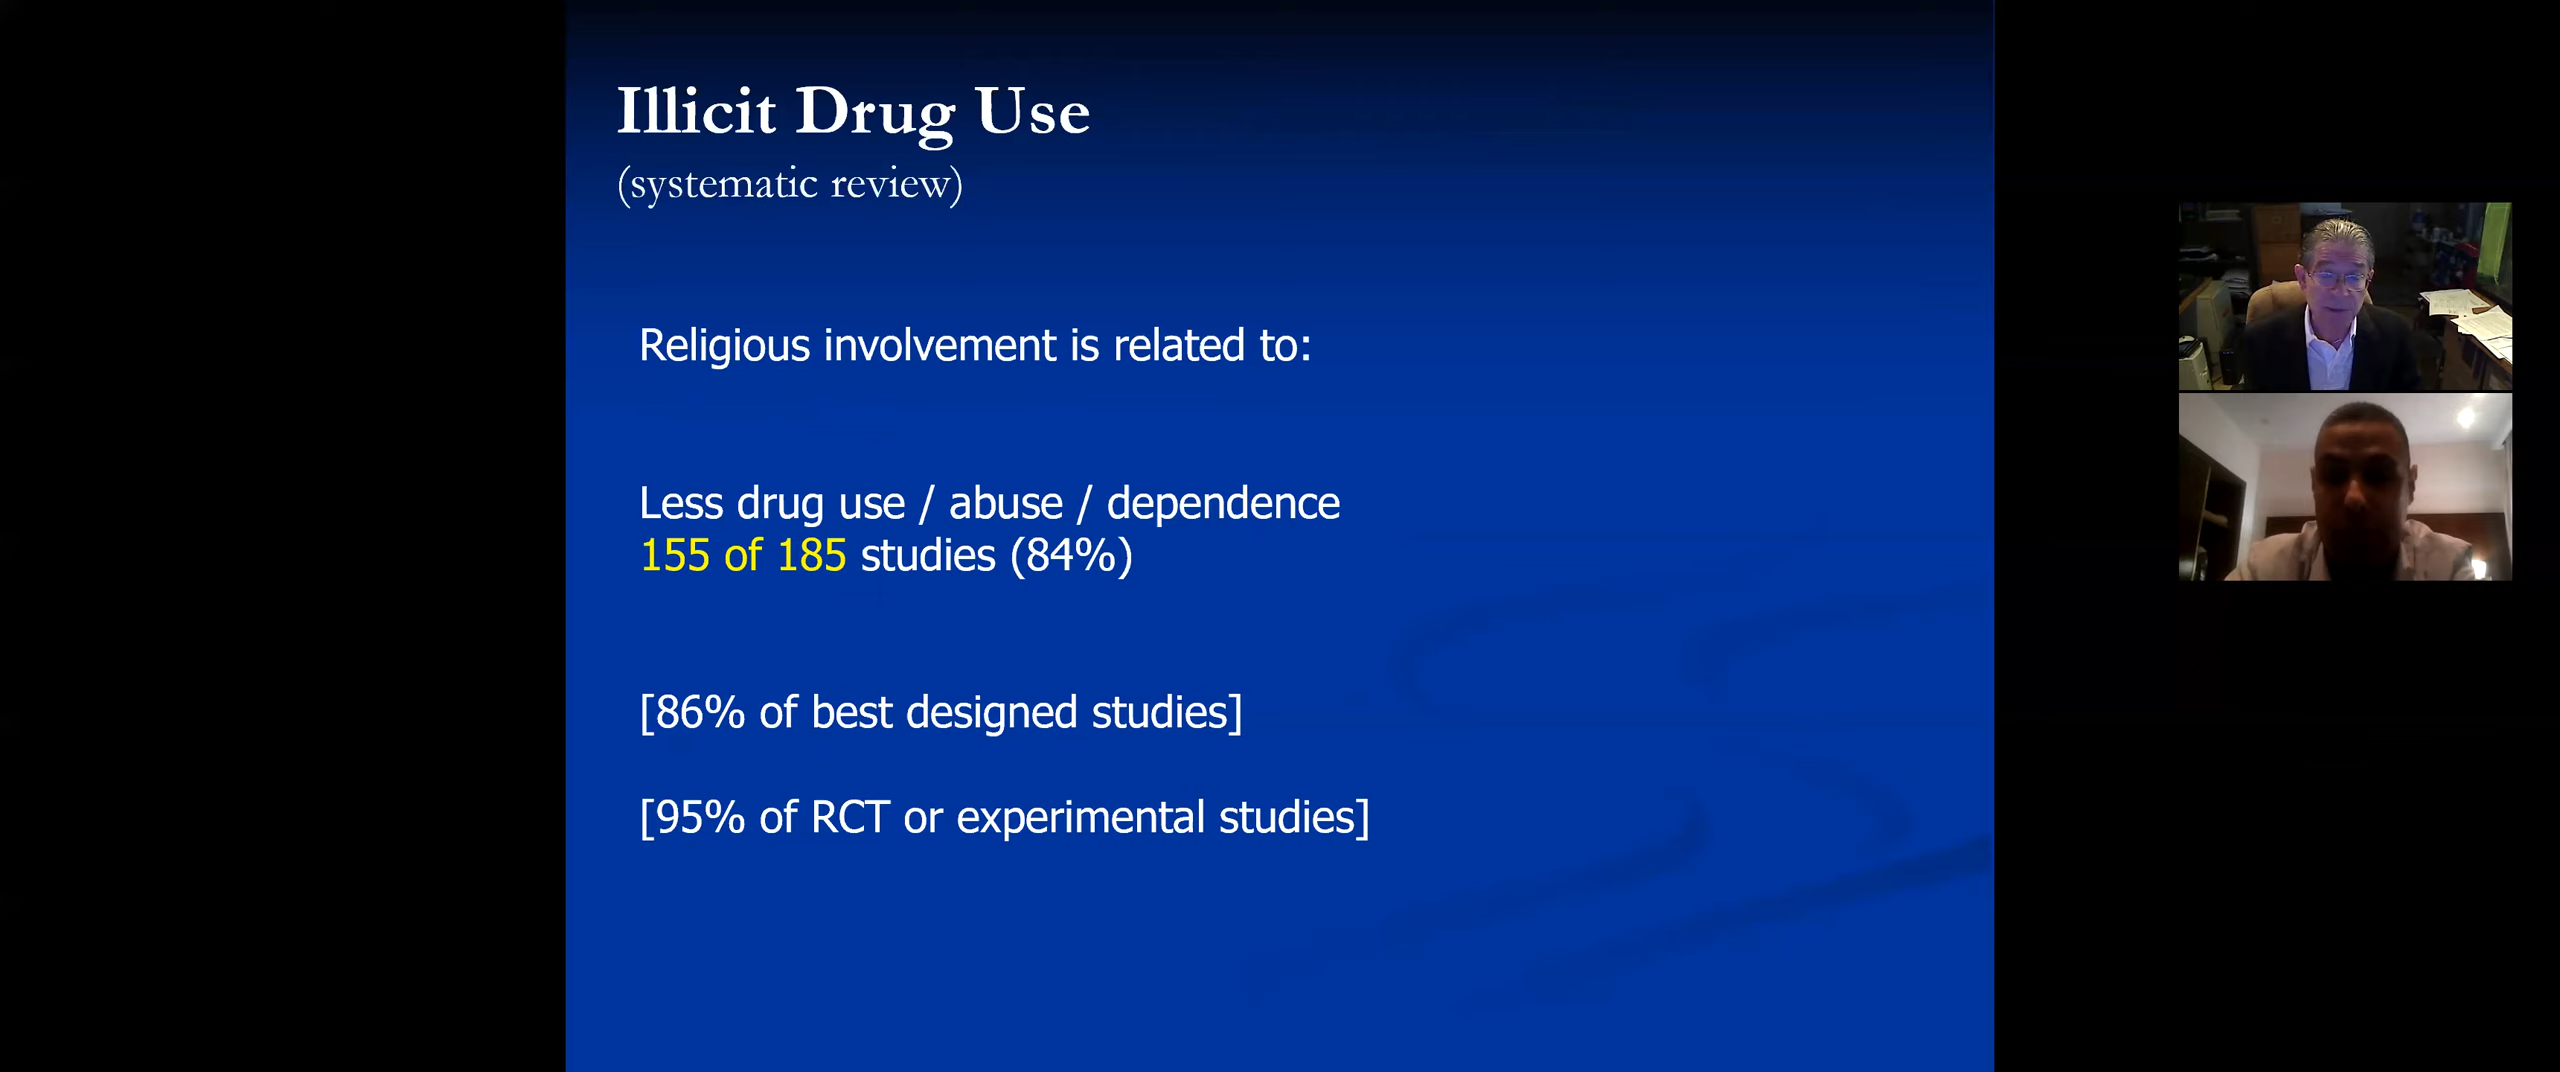 Illicit Drug Use
(systematic review)
Religious involvement is related to:
Less drug use / abuse / dependence
155 of 185 studies (84%)
[86% of best designed studies]
[95% of RCT or experimental studies]